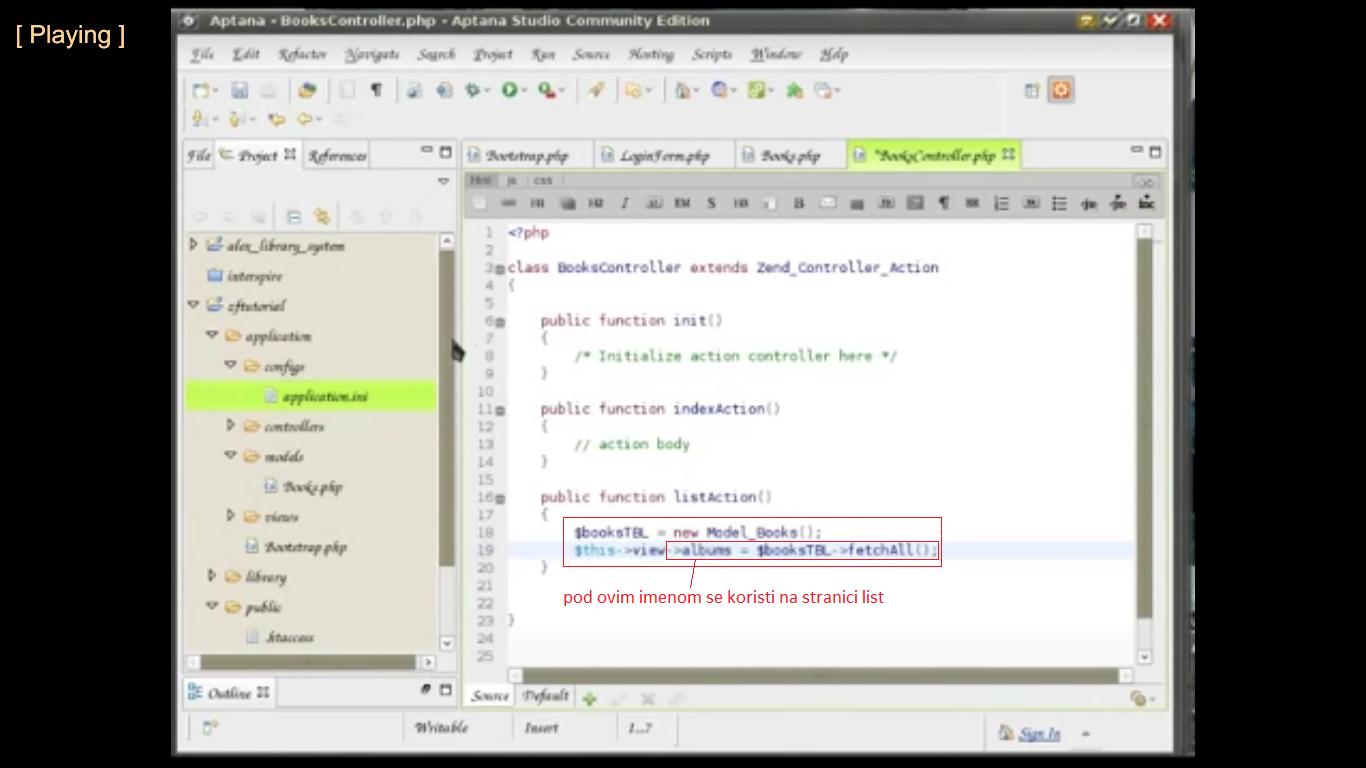 [ Playing ]
Aptana - BooksController.php - Aptana Studio Community Edition
File Edit Refactor Navigate Search Project Run Source Hosting Scripts Window Help
File Project References
Bootstrap.php LoginForm.php Books.php *BooksController.php
html js css
H1 H2 I EM S H3 B
alex_library_system
interspire
zftutorial
application
configs
application.ini
controllers
models
Books.php
views
Bootstrap.php
library
public
.htaccess
Outline
1 <?php
2
3 class BooksController extends Zend_Controller_Action
4 {
5
6 public function init()
7 {
8 /* Initialize action controller here */
9 }
10
11 public function indexAction()
12 {
13 // action body
14 }
15
16 public function listAction()
17 {
18 $booksTBL = new Model_Books();
19 $this->view->albums = $booksTBL->fetchAll();
20 }
21
22
23 }
24
25
pod ovim imenom se koristi na stranici list
Source Default
Writable Insert 1...7 Sign In